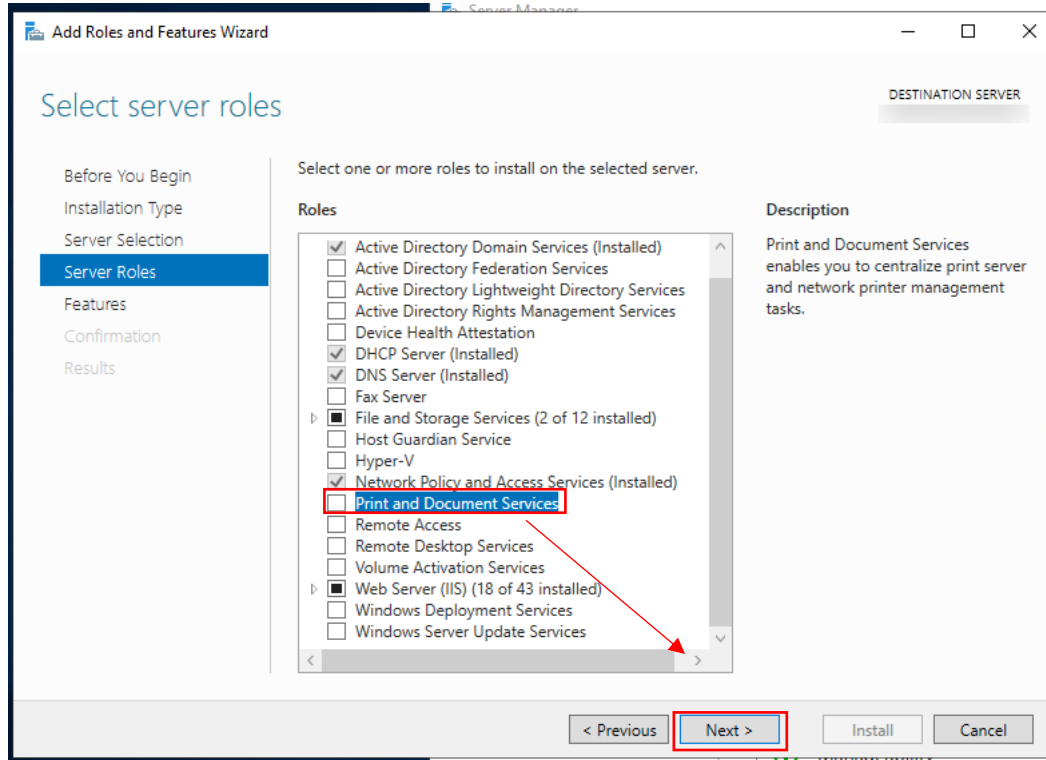 Server Manager
Add Roles and Features Wizard
Select server roles
DESTINATION SERVER
Before You Begin
Installation Type
Server Selection
Server Roles
Features
Confirmation
Results
Select one or more roles to install on the selected server.
Roles
Active Directory Domain Services (Installed)
Active Directory Federation Services
Active Directory Lightweight Directory Services
Active Directory Rights Management Services
Device Health Attestation
DHCP Server (Installed)
DNS Server (Installed)
Fax Server
File and Storage Services (2 of 12 installed)
Host Guardian Service
Hyper-V
Network Policy and Access Services (Installed)
Print and Document Services
Remote Access
Remote Desktop Services
Volume Activation Services
Web Server (IIS) (18 of 43 installed)
Windows Deployment Services
Windows Server Update Services
Description
Print and Document Services
enables you to centralize print server
and network printer management
tasks.
< Previous
Next >
Install
Cancel